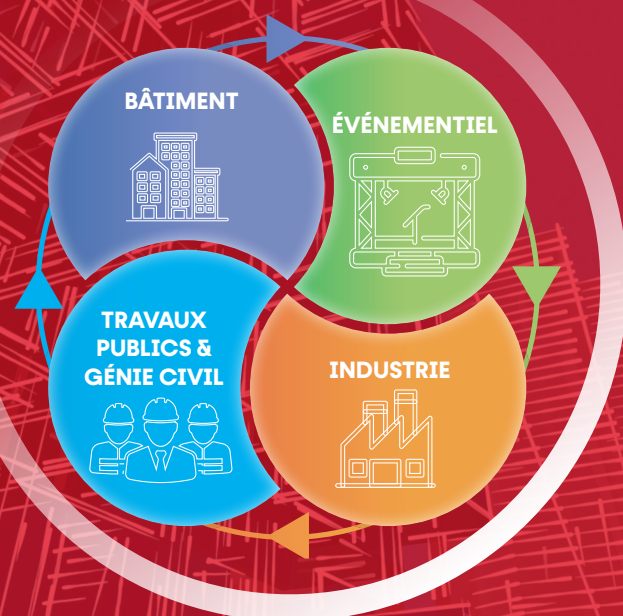 BÂTIMENT
ÉVÉNEMENTIEL
TRAVAUX
PUBLICS &
GÉNIE CIVIL
INDUSTRIE